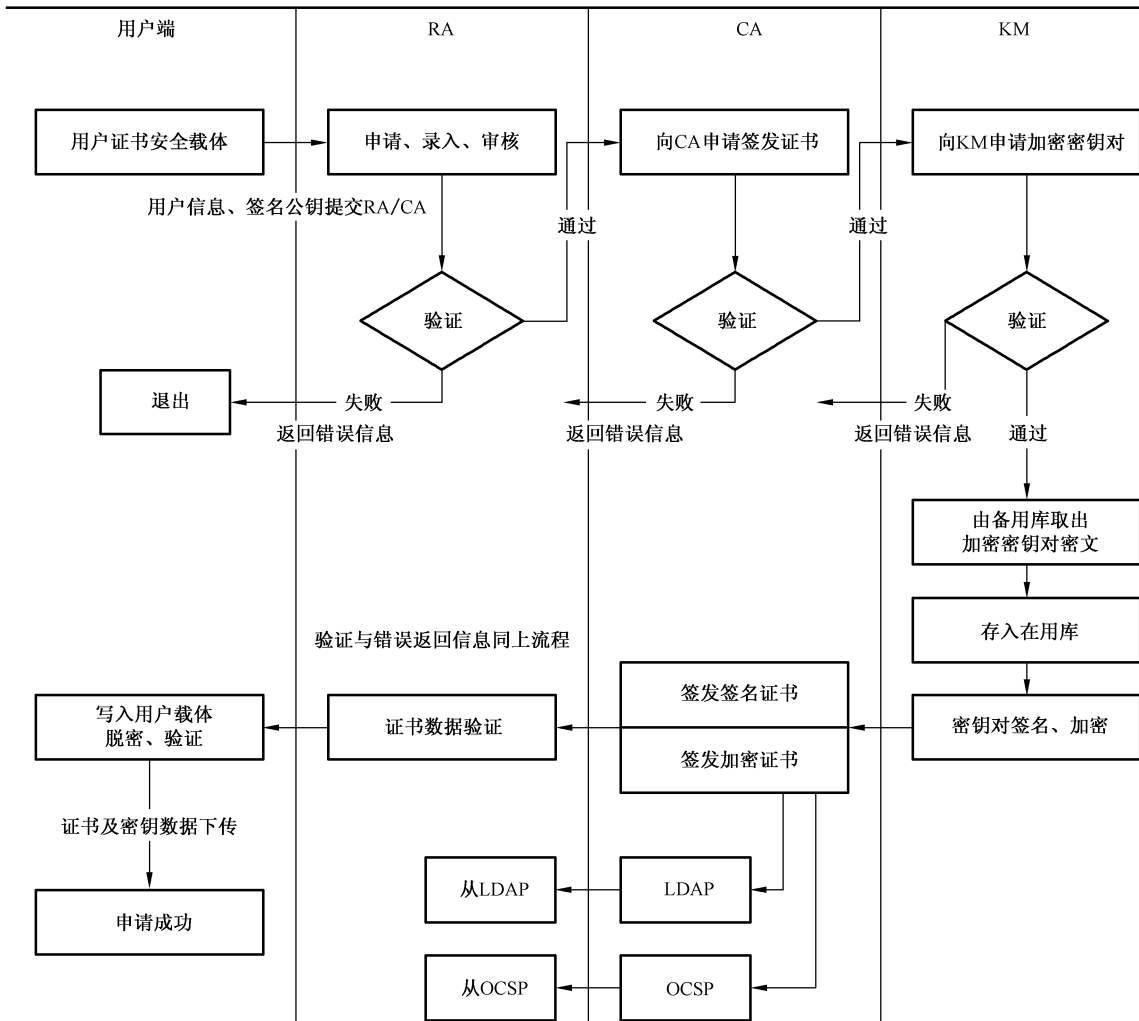 用户端
RA
CA
KM
用户证书安全载体
申请、录入、审核
向CA申请签发证书
向KM申请加密密钥对
用户信息、签名公钥提交RA/CA
通过
通过
验证
验证
验证
退出
失败
失败
失败
返回错误信息
返回错误信息
返回错误信息
通过
由备用库取出
加密密钥对密文
存入在用库
验证与错误返回信息同上流程
写入用户载体
脱密、验证
证书数据验证
签发签名证书
签发加密证书
密钥对签名、加密
证书及密钥数据下传
从LDAP
LDAP
申请成功
从OCSP
OCSP